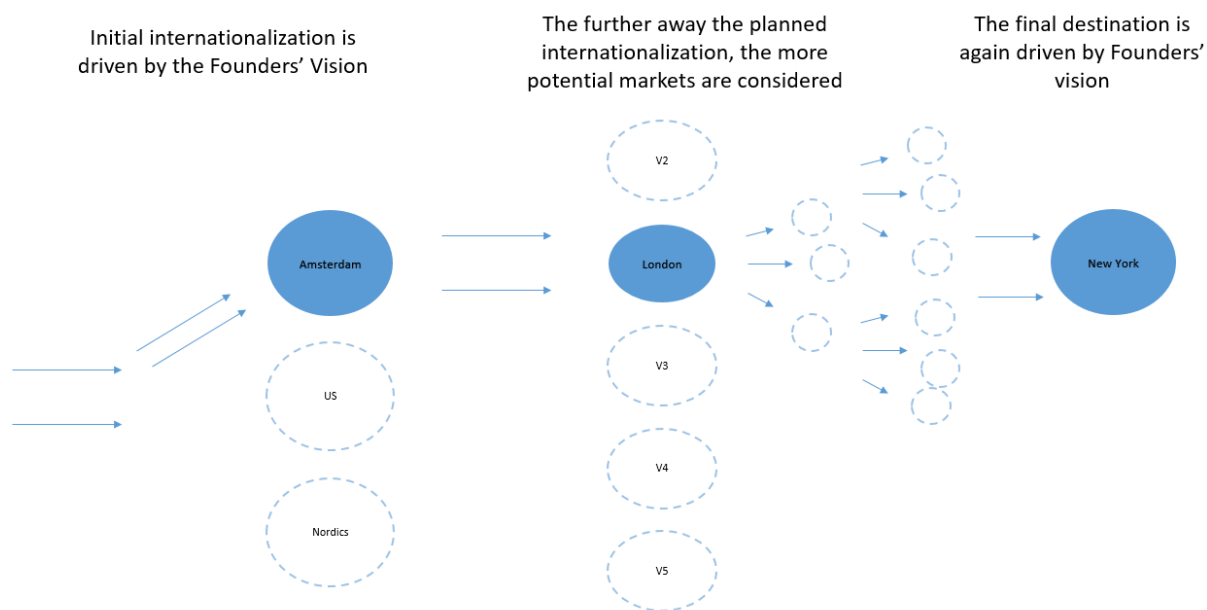 Initial internationalization is
driven by the Founders' Vision
The further away the planned
internationalization, the more
potential markets are considered
The final destination is
again driven by Founders'
vision
V2
Amsterdam
London
New York
V3
US
V4
Nordics
V5